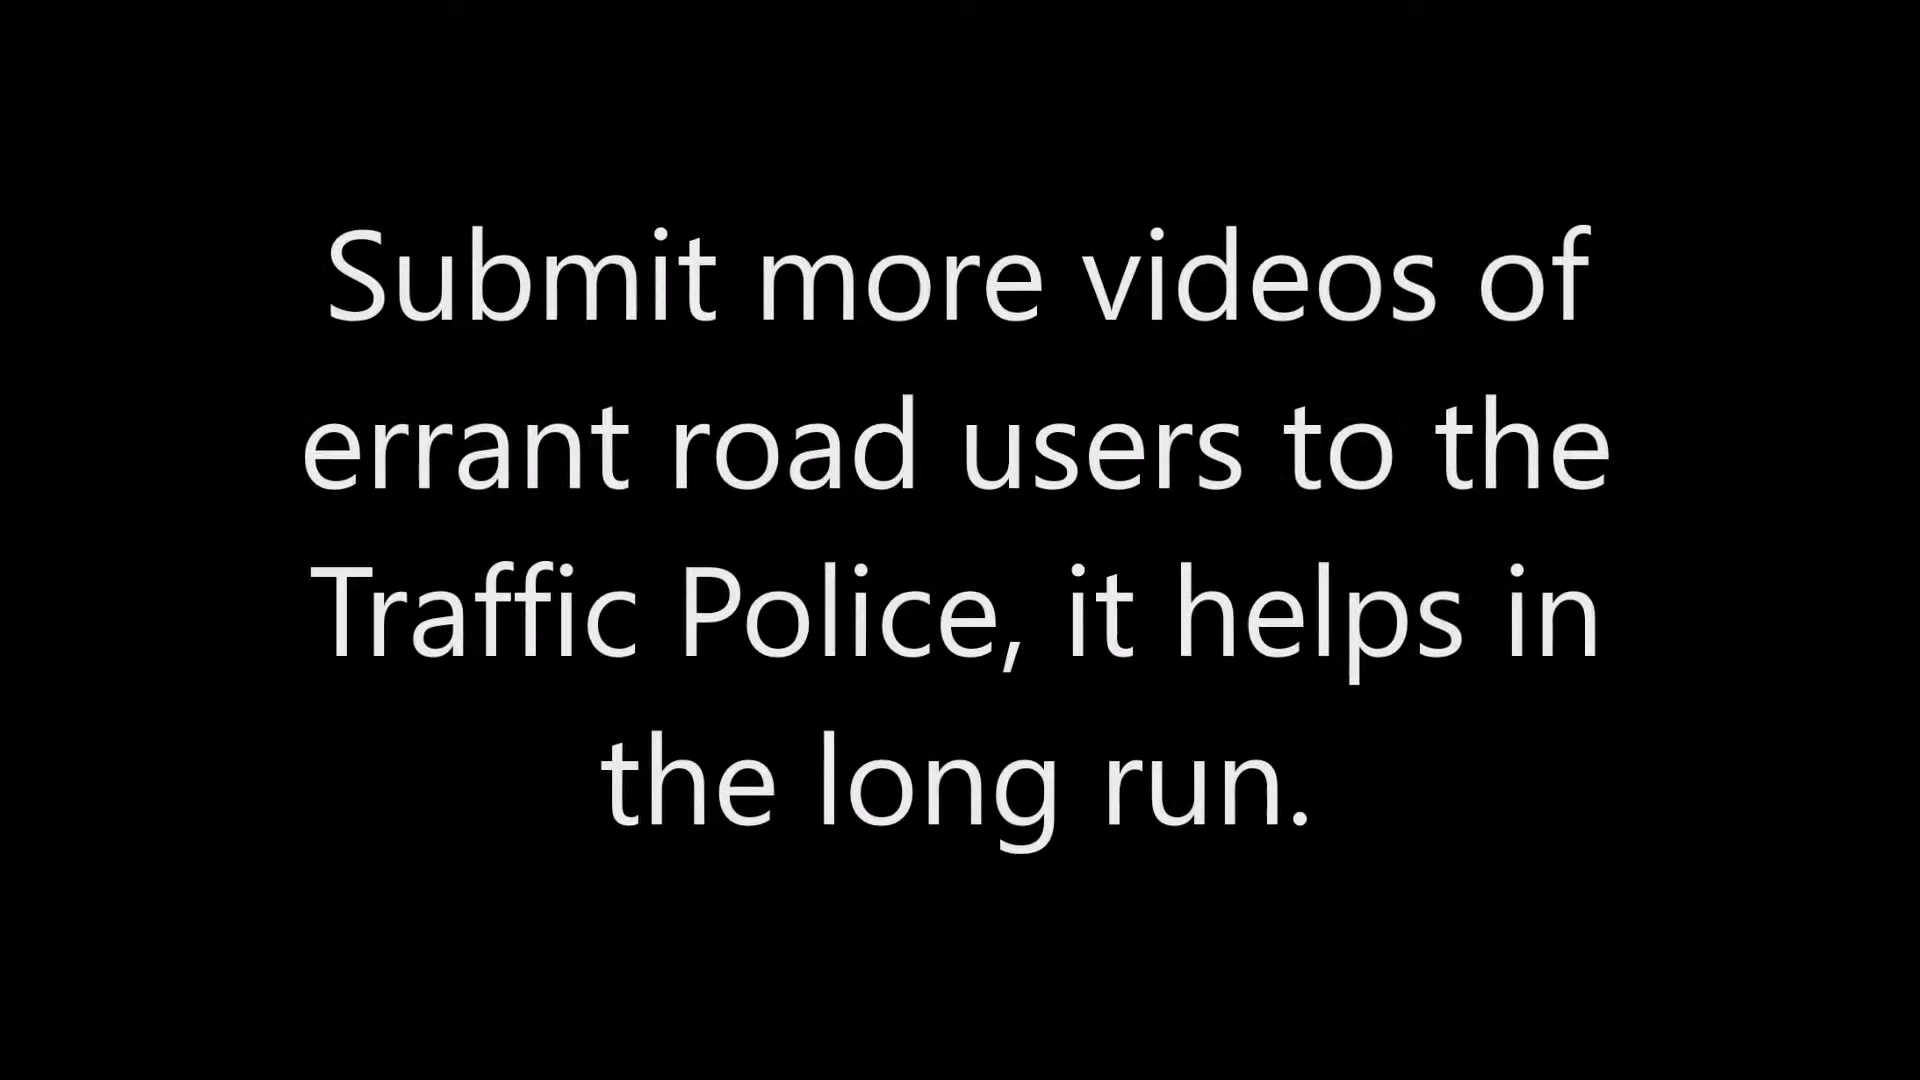 Submit more videos of
errant road users to the
Traffic Police, it helps in
the long run.